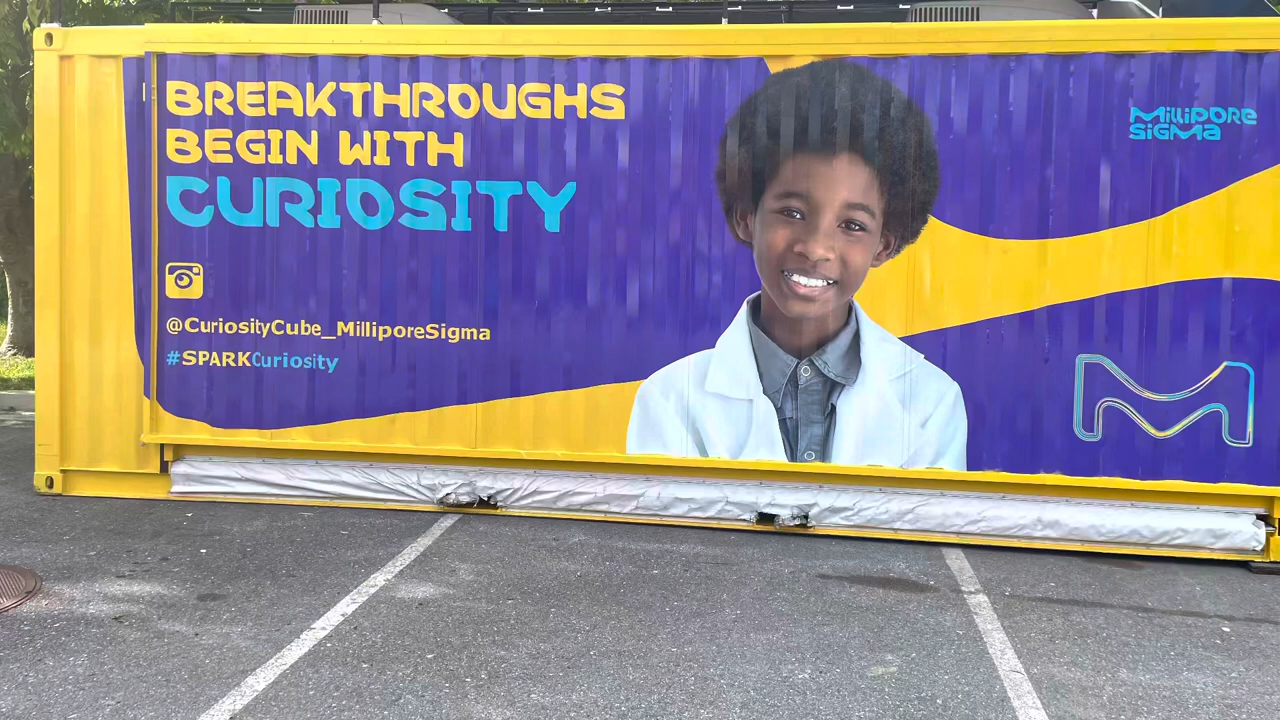 BREAKTHROUGHS
BEGIN WITH
CURIOSITY
@CuriosityCube_MilliporeSigma
#SPARKCuriosity
Millipore
SIGMa